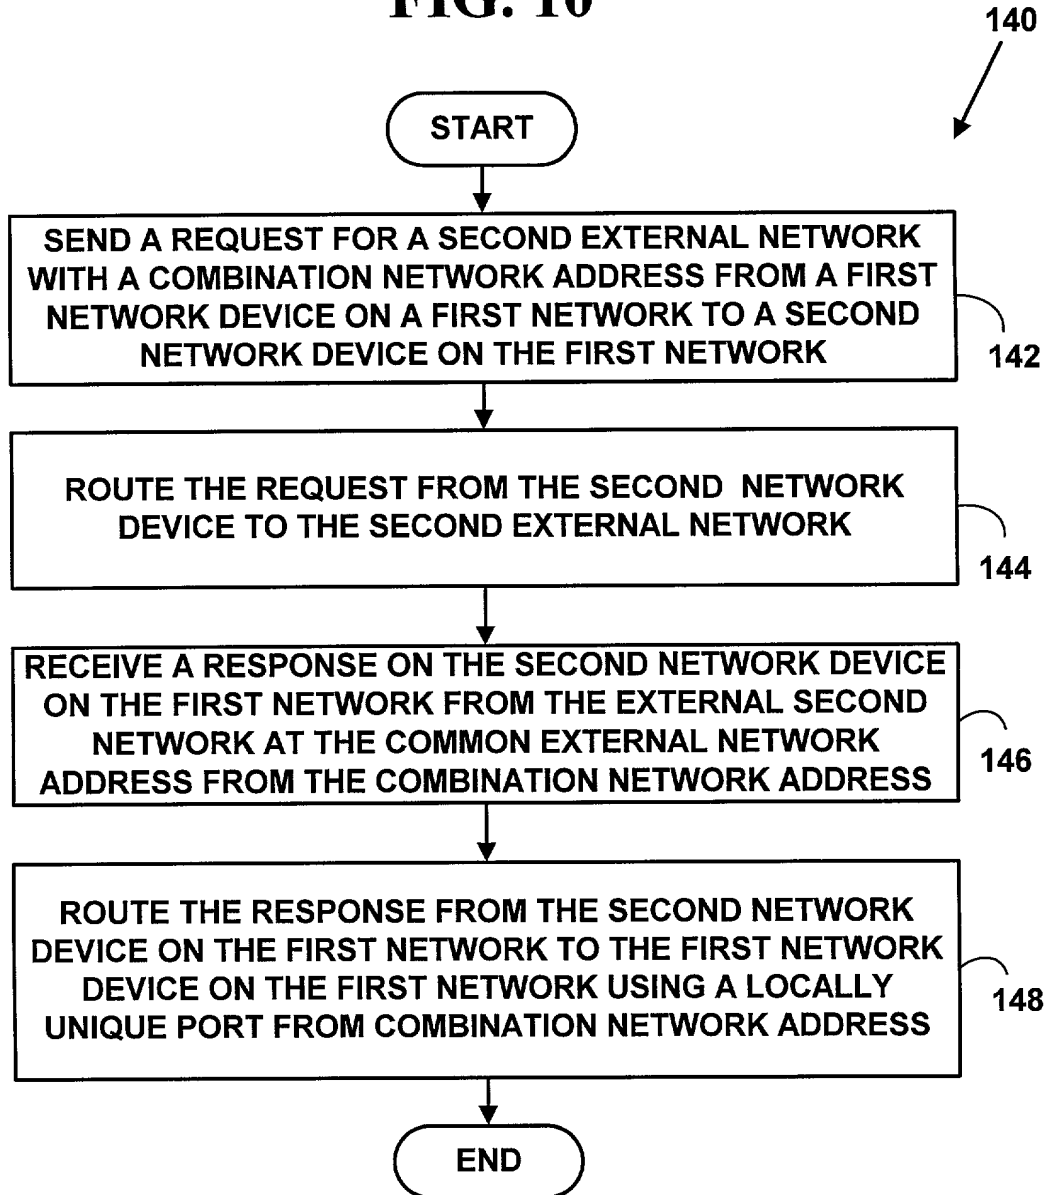 FIG. 10
140
START
SEND A REQUEST FOR A SECOND EXTERNAL NETWORK
WITH A COMBINATION NETWORK ADDRESS FROM A FIRST
NETWORK DEVICE ON A FIRST NETWORK TO A SECOND
NETWORK DEVICE ON THE FIRST NETWORK
142
ROUTE THE REQUEST FROM THE SECOND NETWORK
DEVICE TO THE SECOND EXTERNAL NETWORK
144
RECEIVE A RESPONSE ON THE SECOND NETWORK DEVICE
ON THE FIRST NETWORK FROM THE EXTERNAL SECOND
NETWORK AT THE COMMON EXTERNAL NETWORK
ADDRESS FROM THE COMBINATION NETWORK ADDRESS
146
ROUTE THE RESPONSE FROM THE SECOND NETWORK
DEVICE ON THE FIRST NETWORK TO THE FIRST NETWORK
DEVICE ON THE FIRST NETWORK USING A LOCALLY
UNIQUE PORT FROM COMBINATION NETWORK ADDRESS
148
END